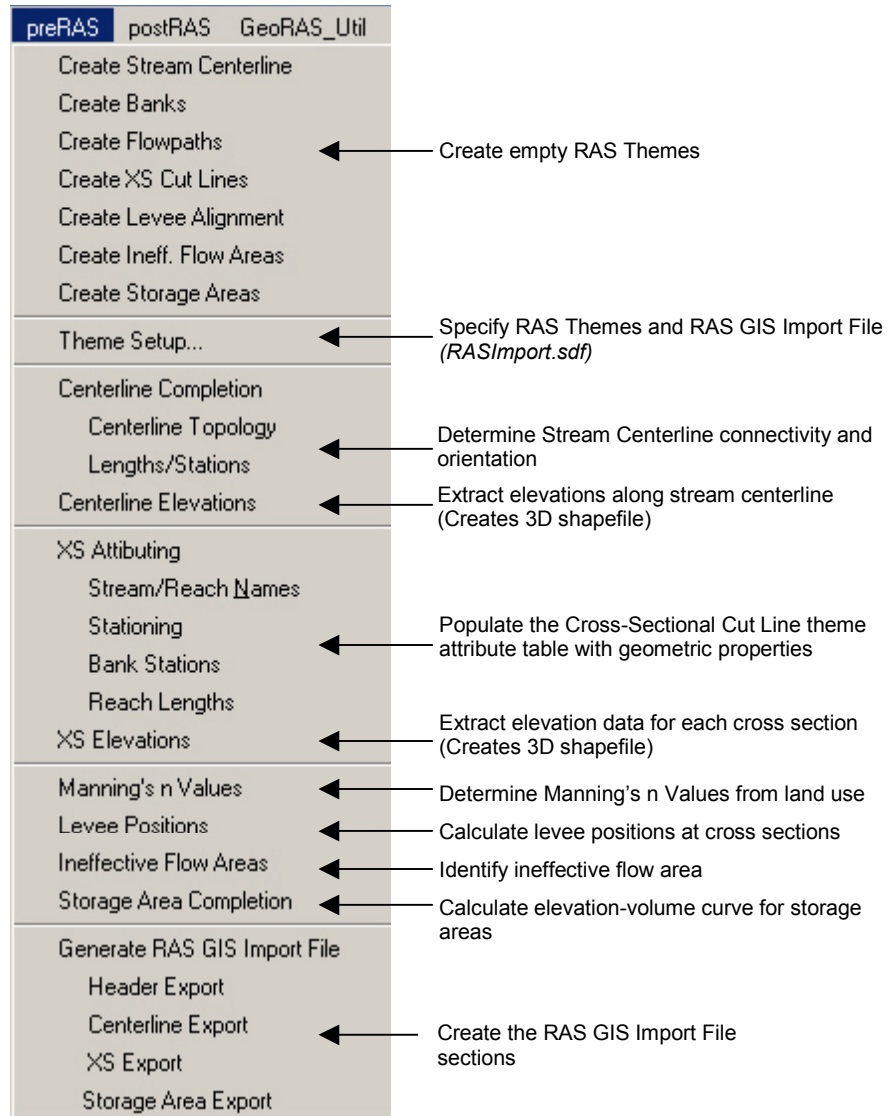 preRAS postRAS GeoRAS_Util
Create Stream Centerline
Create Banks
Create Flowpaths
Create empty RAS Themes
Create XS Cut Lines
Create Levee Alignment
Create Ineff. Flow Areas
Create Storage Areas
Theme Setup...
Specify RAS Themes and RAS GIS Import File
(RASImport.sdf)
Centerline Completion
Centerline Topology
Lengths/Stations
Determine Stream Centerline connectivity and
orientation
Centerline Elevations
Extract elevations along stream centerline
(Creates 3D shapefile)
XS Attibuting
Stream/Reach Names
Stationing
Bank Stations
Reach Lengths
Populate the Cross-Sectional Cut Line theme
attribute table with geometric properties
XS Elevations
Extract elevation data for each cross section
(Creates 3D shapefile)
Manning's n Values
Determine Manning's n Values from land use
Levee Positions
Calculate levee positions at cross sections
Ineffective Flow Areas
Identify ineffective flow area
Storage Area Completion
Calculate elevation-volume curve for storage
areas
Generate RAS GIS Import File
Header Export
Centerline Export
XS Export
Storage Area Export
Create the RAS GIS Import File
sections